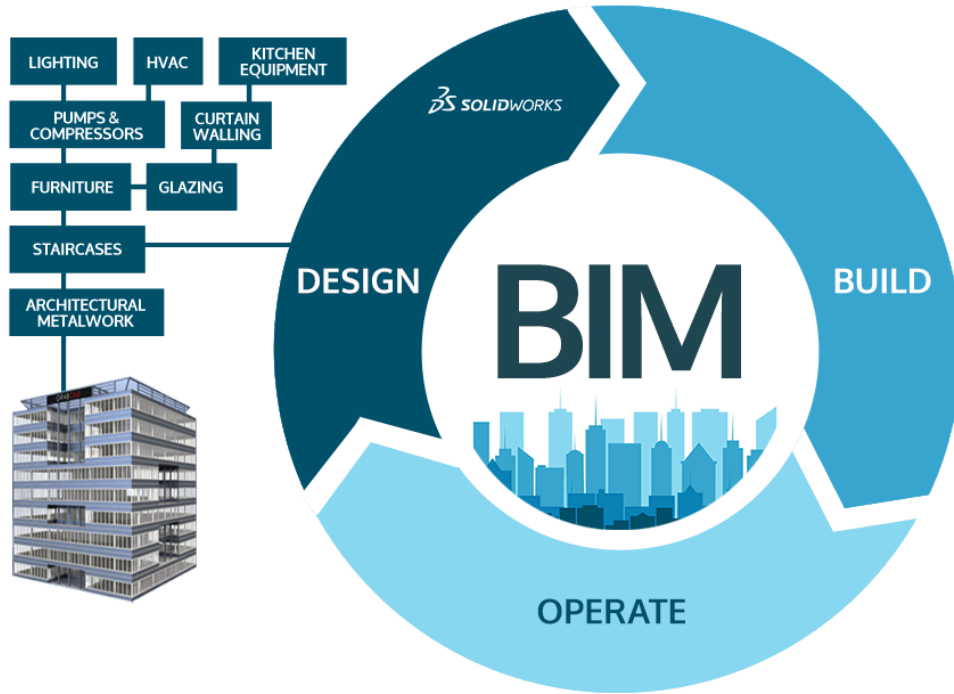 LIGHTING
HVAC
KITCHEN
EQUIPMENT
PUMPS &
COMPRESSORS
CURTAIN
WALLING
FURNITURE
GLAZING
STAIRCASES
ARCHITECTURAL
METALWORK
SOLIDWORKS
DESIGN
BIM
BUILD
OPERATE